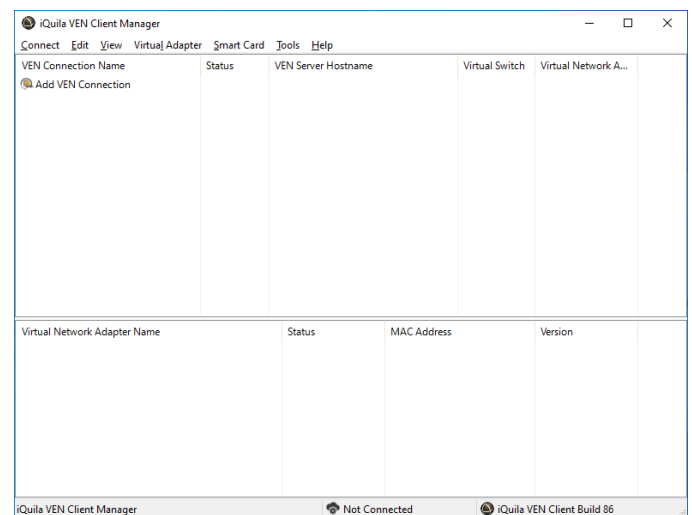 iQuila VEN Client Manager
Connect Edit View Virtual Adapter Smart Card Tools Help
VEN Connection Name Status VEN Server Hostname Virtual Switch Virtual Network A...
Add VEN Connection
Virtual Network Adapter Name Status MAC Address Version
iQuila VEN Client Manager Not Connected iQuila VEN Client Build 86